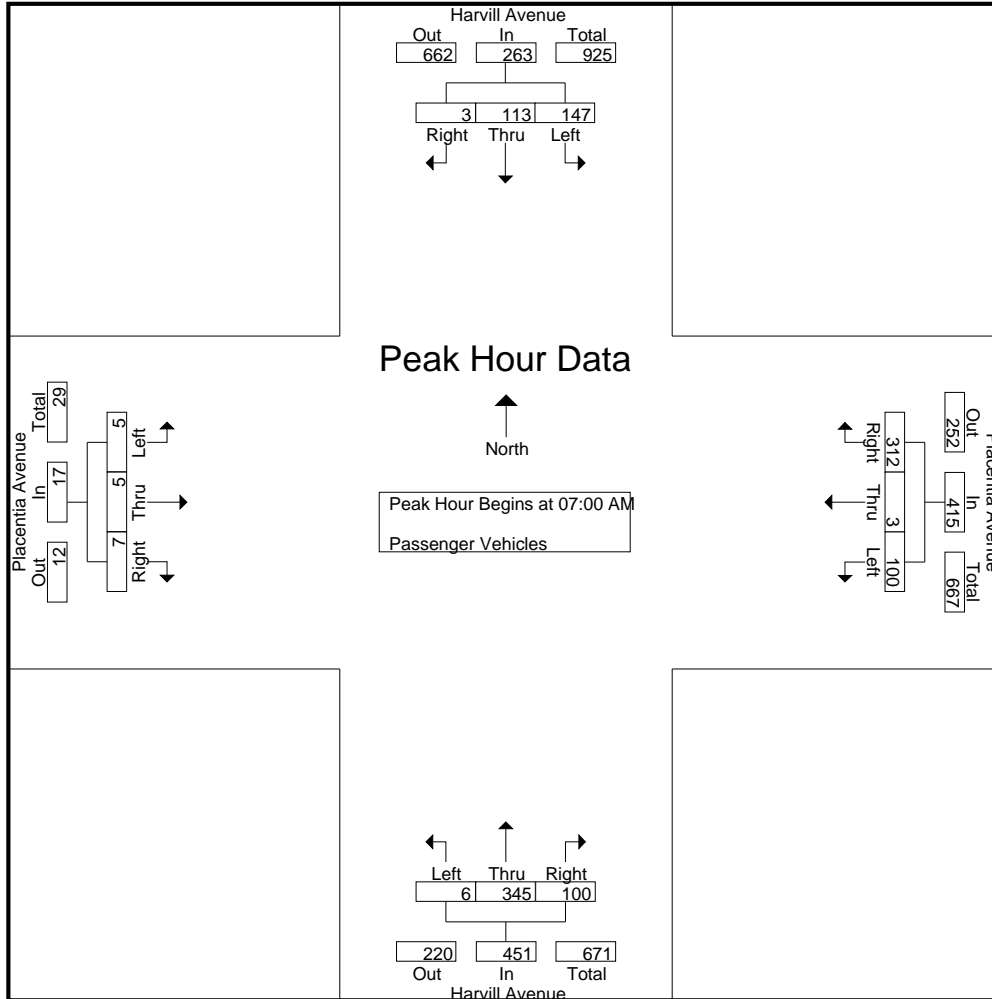 Harvill Avenue
Out In Total
662 263 925
3 113 147
Right Thru Left
Peak Hour Data
North
Peak Hour Begins at 07:00 AM
Passenger Vehicles
Placentia Avenue
Out In Total
12 17 29
Right Thru Left
7 5 5
Placentia Avenue
Out In Total
252 415 667
Right Thru Left
312 3 100
Left Thru Right
6 345 100
220 451 671
Out In Total
Harvill Avenue